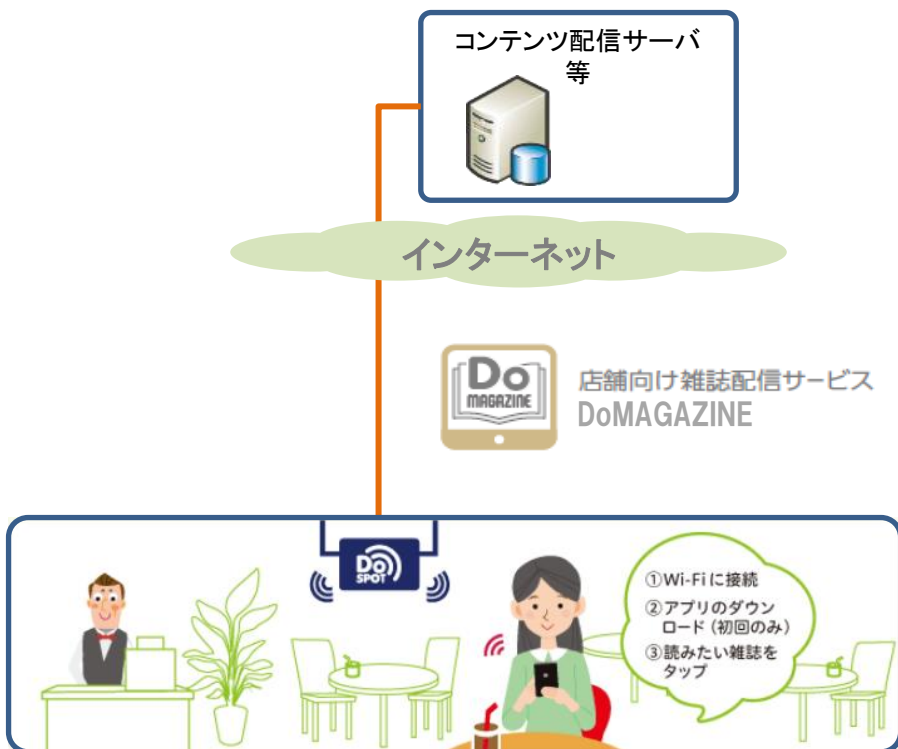 コンテンツ配信サーバ
等
インターネット
Do
MAGAZINE
店舗向け雑誌配信サービス
DoMAGAZINE
Do
SPOT
①Wi-Fiに接続
②アプリのダウン
ロード(初回のみ)
③読みたい雑誌を
タップ